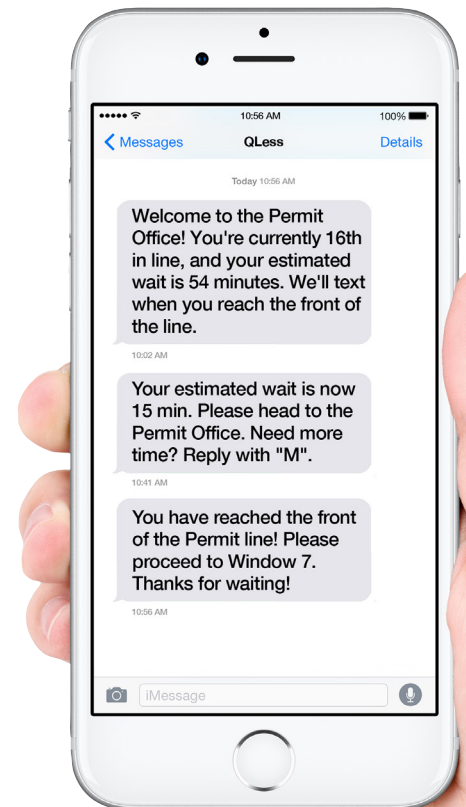 10:56 AM
100%
Messages
QLess
Details
Today 10:56 AM
Welcome to the Permit
Office! You're currently 16th
in line, and your estimated
wait is 54 minutes. We'll text
when you reach the front of
the line.
10:02 AM
Your estimated wait is now
15 min. Please head to the
Permit Office. Need more
time? Reply with "M".
10:41 AM
You have reached the front
of the Permit line! Please
proceed to Window 7.
Thanks for waiting!
10:56 AM
iMessage